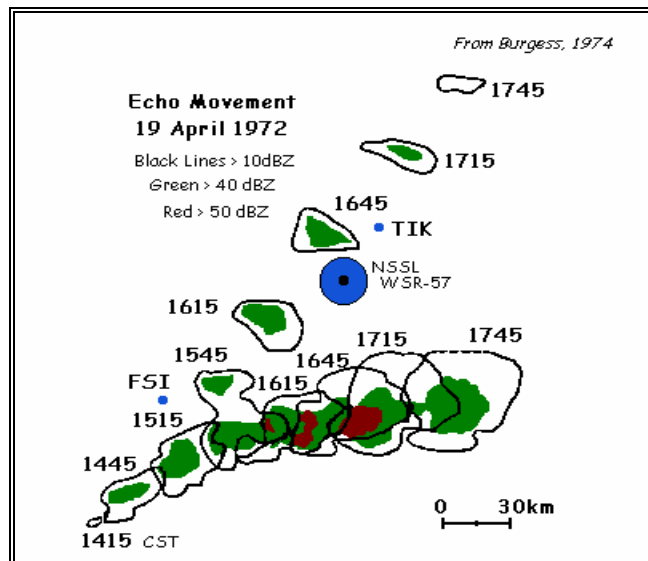 From Burgess, 1974
1745
Echo Movement
19 April 1972
Black Lines > 10dBZ
Green > 40 dBZ
Red > 50 dBZ
1715
1645
TIK
NSSL
WSR-57
1615
1715
1745
1545
1645
FSI
1615
1515
1445
0 30km
1415 CST